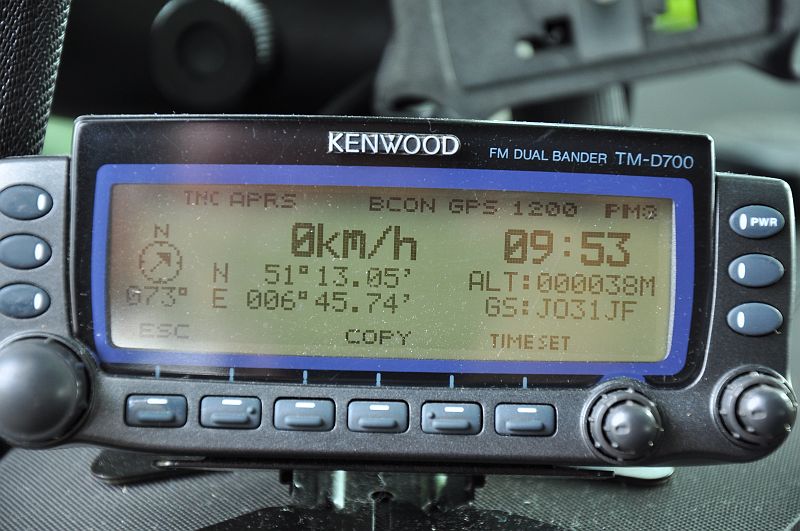 KENWOOD FM DUAL BANDER TM-D700
TNC APRS BCON GPS 1200
N 0km/h 09:53
N 51°13.05' ALT:000038M
073° E 006°45.74' GS:JO31JF
ESC COPY TIMESET
PWR